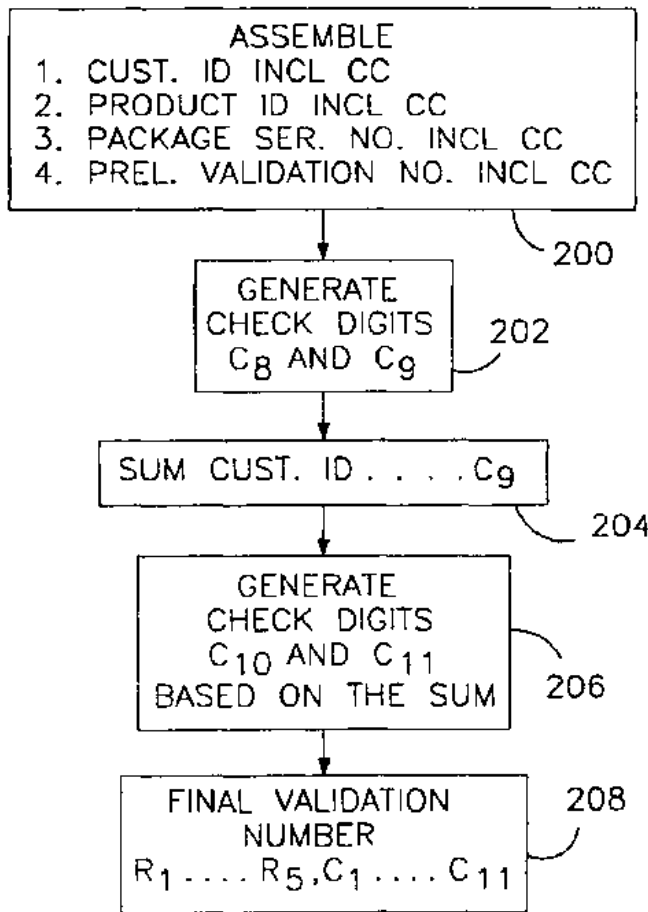 ASSEMBLE
1. CUST. ID INCL CC
2. PRODUCT ID INCL CC
3. PACKAGE SER. NO. INCL CC
4. PREL. VALIDATION NO. INCL CC
200
GENERATE
CHECK DIGITS
C8 AND C9
202
SUM CUST. ID . . . . C9
204
GENERATE
CHECK DIGITS
C10 AND C11
BASED ON THE SUM
206
FINAL VALIDATION
NUMBER
R1 .... R5,C1 .... C11
208